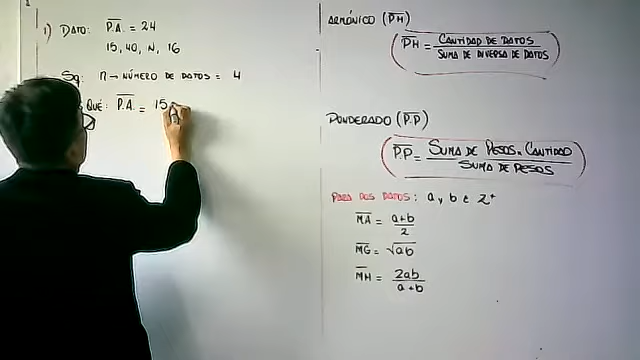 1) DATO: P.A. = 24
15, 40, N, 16
Sq: n → NÚMERO DE DATOS = 4
QUÉ: P.A. = 15
ARMÓNICO (PH)
PH = CANTIDAD DE DATOS / SUMA DE INVERSA DE DATOS
PONDERADO (P.P)
P.P = SUMA DE PESOS . CANTIDAD / SUMA DE PESOS
PARA DOS DATOS: a y b ∈ Z⁺
MA = a+b / 2
MG = √ab
MH = 2ab / a+b